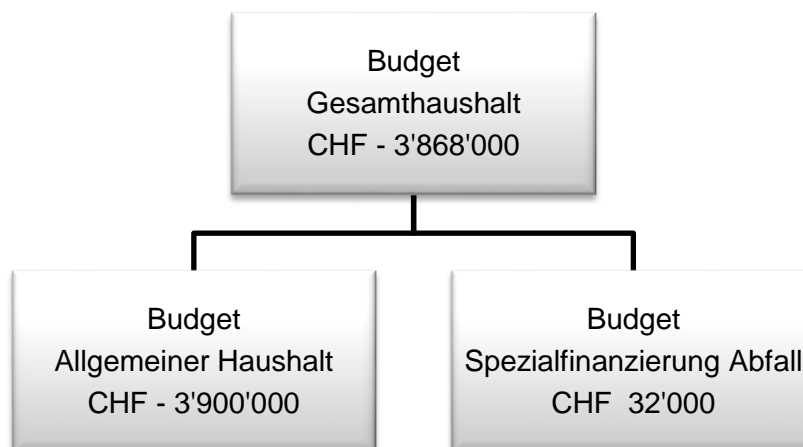 Budget
Gesamthaushalt
CHF - 3'868'000
Budget
Allgemeiner Haushalt
CHF - 3'900'000
Budget
Spezialfinanzierung Abfall
CHF  32'000